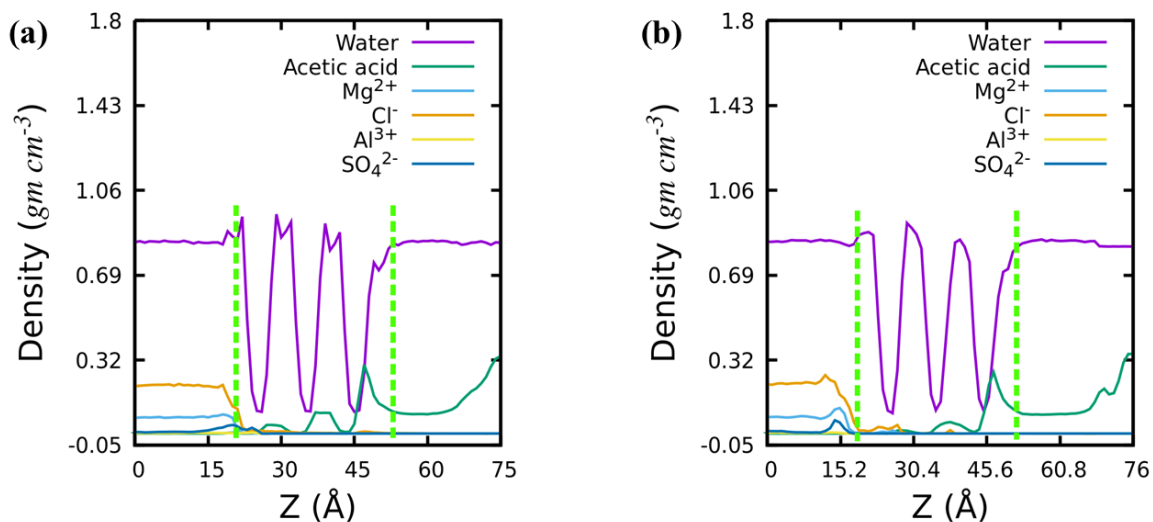 (a)
Density (gm cm-3)
1.8
1.43
1.06
0.69
0.32
-0.05
Water
Acetic acid
Mg2+
Cl-
Al3+
SO42-
0 15 30 45 60 75
Z (Å)
(b)
Density (gm cm-3)
1.8
1.43
1.06
0.69
0.32
-0.05
Water
Acetic acid
Mg2+
Cl-
Al3+
SO42-
0 15.2 30.4 45.6 60.8 76
Z (Å)